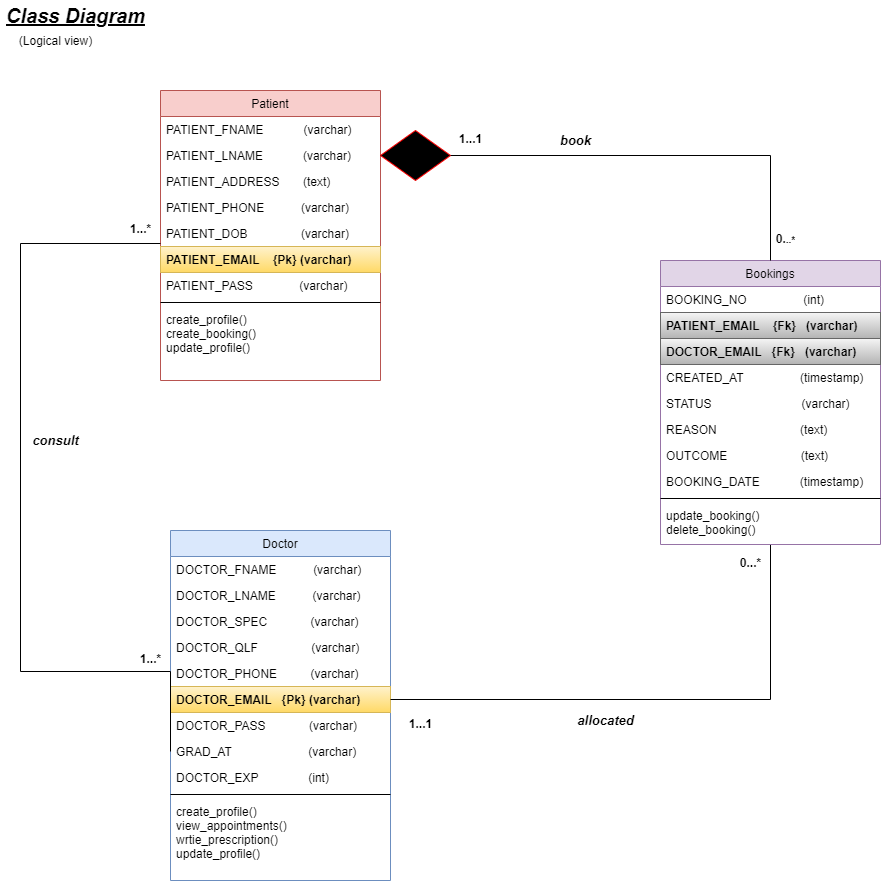 Class Diagram
(Logical view)
Patient
PATIENT_FNAME (varchar)
PATIENT_LNAME (varchar)
PATIENT_ADDRESS (text)
PATIENT_PHONE (varchar)
PATIENT_DOB (varchar)
PATIENT_EMAIL {Pk} (varchar)
PATIENT_PASS (varchar)
create_profile()
create_booking()
update_profile()
1...1
book
0...*
1...*
Bookings
BOOKING_NO (int)
PATIENT_EMAIL {Fk} (varchar)
DOCTOR_EMAIL {Fk} (varchar)
CREATED_AT (timestamp)
STATUS (varchar)
REASON (text)
OUTCOME (text)
BOOKING_DATE (timestamp)
update_booking()
delete_booking()
0...*
consult
1...*
Doctor
DOCTOR_FNAME (varchar)
DOCTOR_LNAME (varchar)
DOCTOR_SPEC (varchar)
DOCTOR_QLF (varchar)
DOCTOR_PHONE (varchar)
DOCTOR_EMAIL {Pk} (varchar)
DOCTOR_PASS (varchar)
GRAD_AT (varchar)
DOCTOR_EXP (int)
create_profile()
view_appointments()
wrtie_prescription()
update_profile()
1...1
allocated